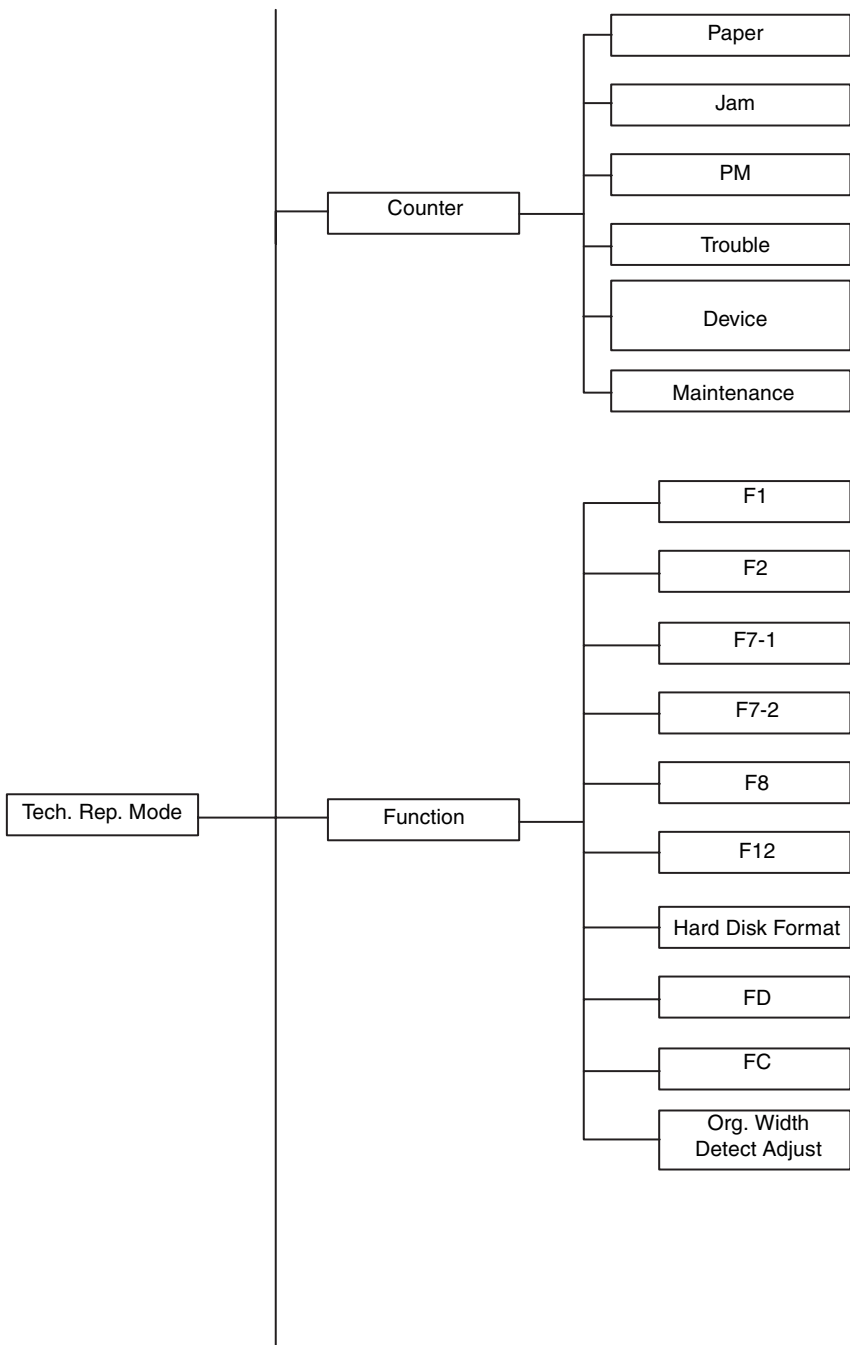 Paper
Jam
PM
Counter
Trouble
Device
Maintenance
F1
F2
F7-1
F7-2
F8
Tech. Rep. Mode
Function
F12
Hard Disk Format
FD
FC
Org. Width
Detect Adjust